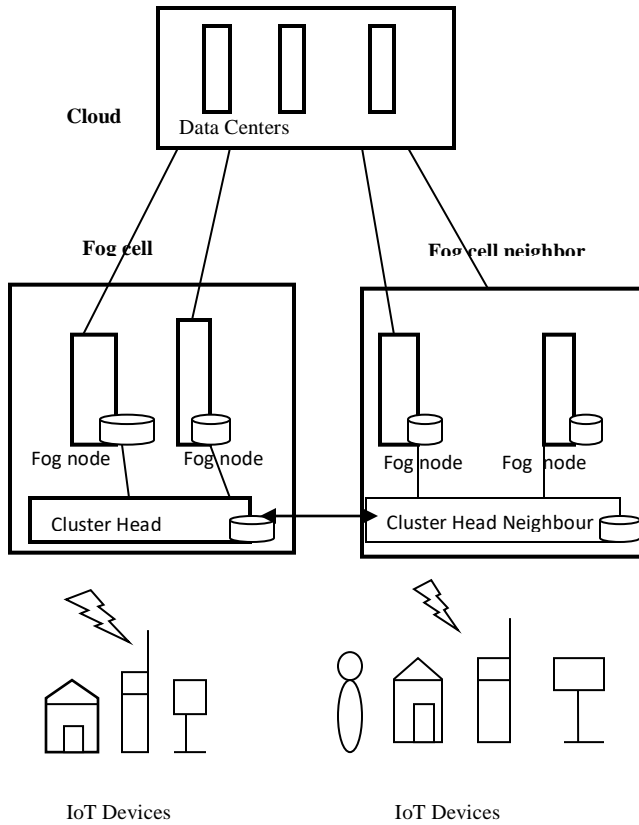 Cloud
Data Centers
Fog cell
Fog cell neighbor
Fog node
Fog node
Fog node
Fog node
Cluster Head
Cluster Head Neighbour
IoT Devices
IoT Devices